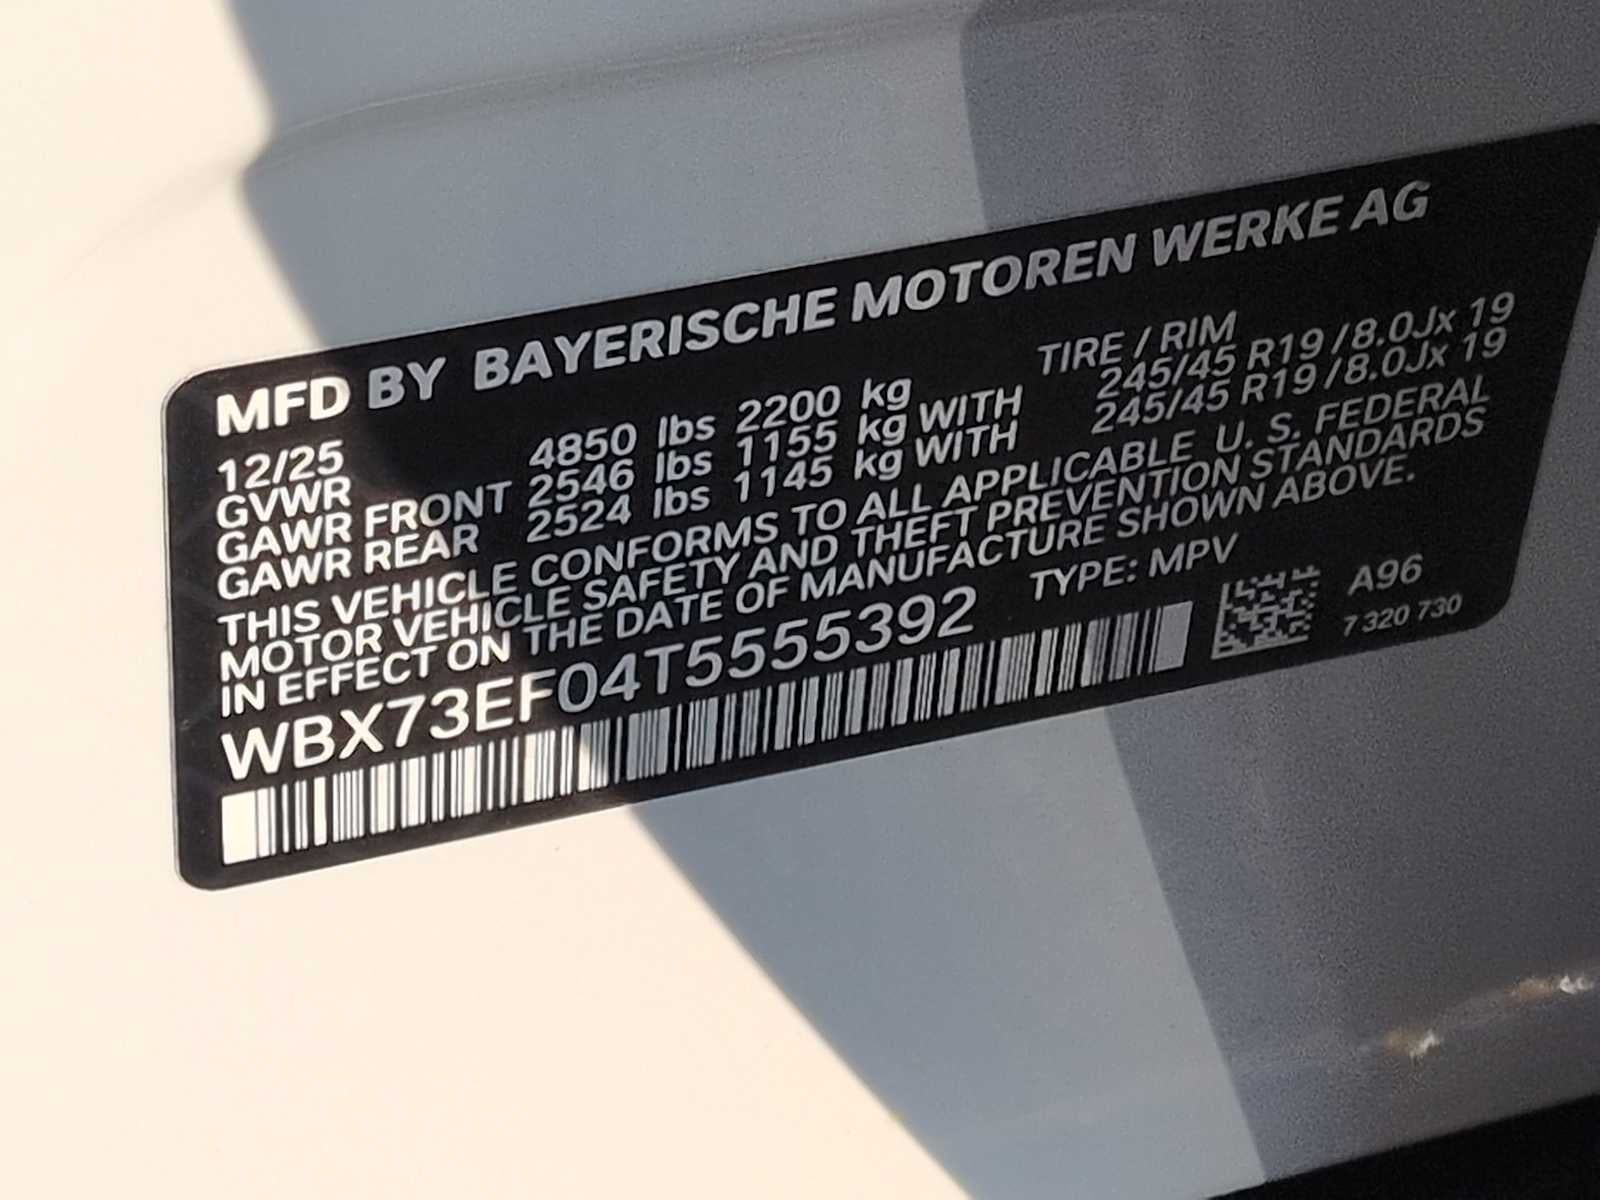 MFD BY BAYERISCHE MOTOREN WERKE AG
12/25 TIRE / RIM
GVWR 4850 lbs 2200 kg
GAWR FRONT 2546 lbs 1155 kg WITH 245/45 R19 /8.0Jx 19
GAWR REAR 2524 lbs 1145 kg WITH 245/45 R19 /8.0Jx 19
THIS VEHICLE CONFORMS TO ALL APPLICABLE U. S. FEDERAL
MOTOR VEHICLE SAFETY AND THEFT PREVENTION STANDARDS
IN EFFECT ON THE DATE OF MANUFACTURE SHOWN ABOVE.
WBX73EF04T5555392 TYPE: MPV
A96
7 320 730